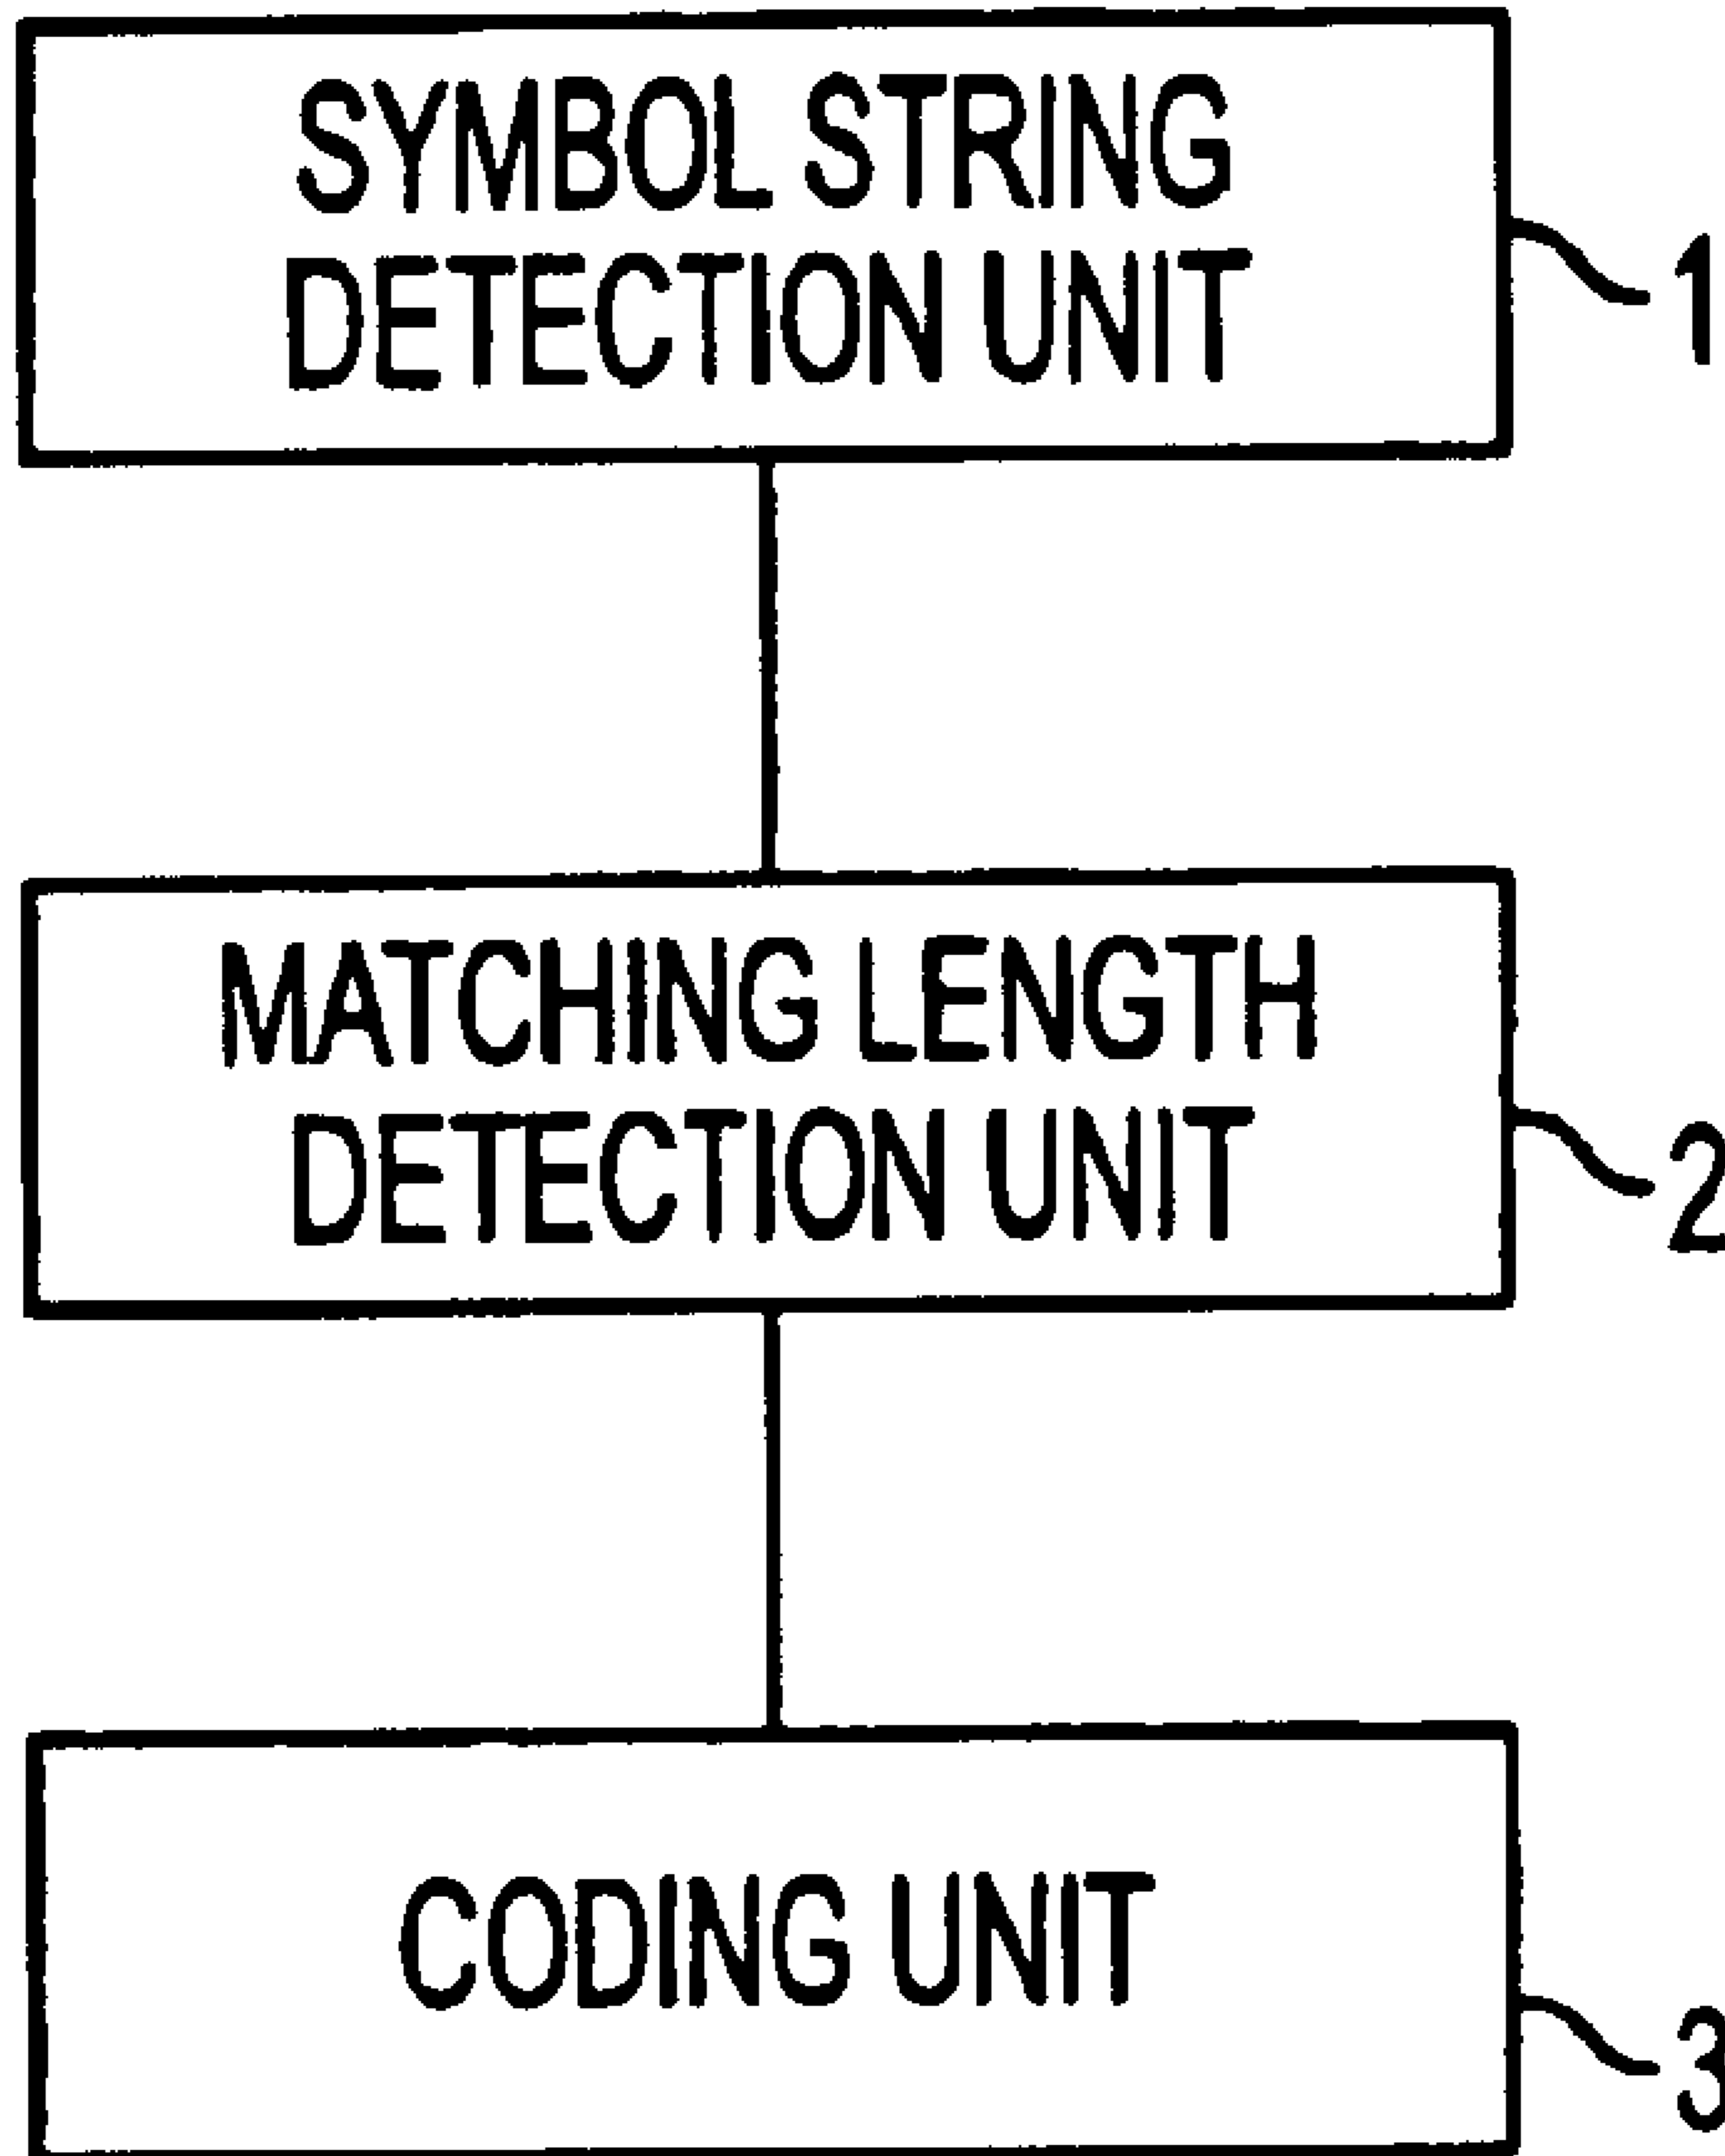 SYMBOL STRING
DETECTION UNIT
1
MATCHING LENGTH
DETECTION UNIT
2
CODING UNIT
3